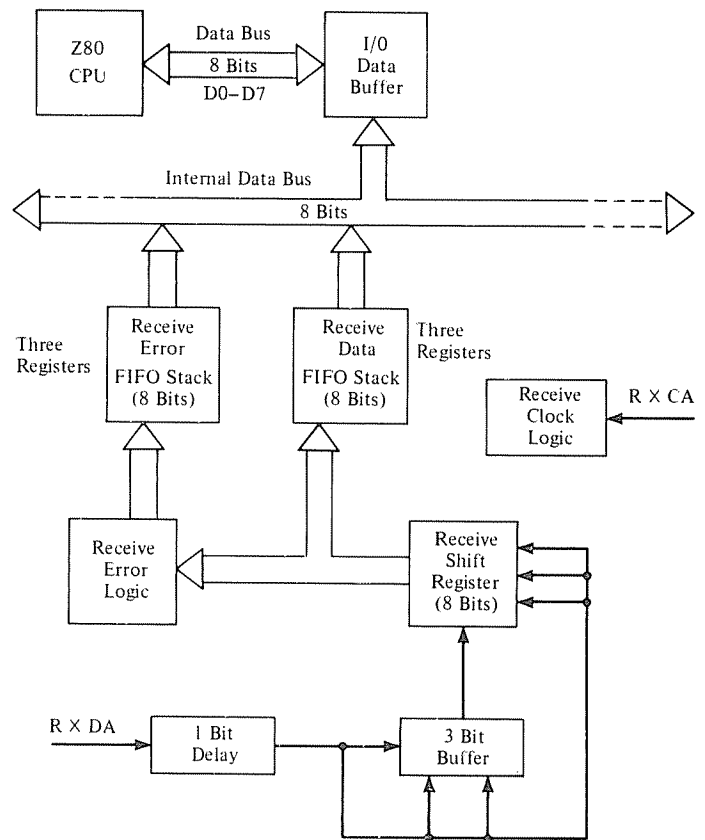 Z80
CPU
Data Bus
8 Bits
D0–D7
I/0
Data
Buffer
Internal Data Bus
8 Bits
Three
Registers
Receive
Error
FIFO Stack
(8 Bits)
Receive
Data
FIFO Stack
(8 Bits)
Three
Registers
Receive
Clock
Logic
R X CA
Receive
Error
Logic
Receive
Shift
Register
(8 Bits)
R X DA
1 Bit
Delay
3 Bit
Buffer